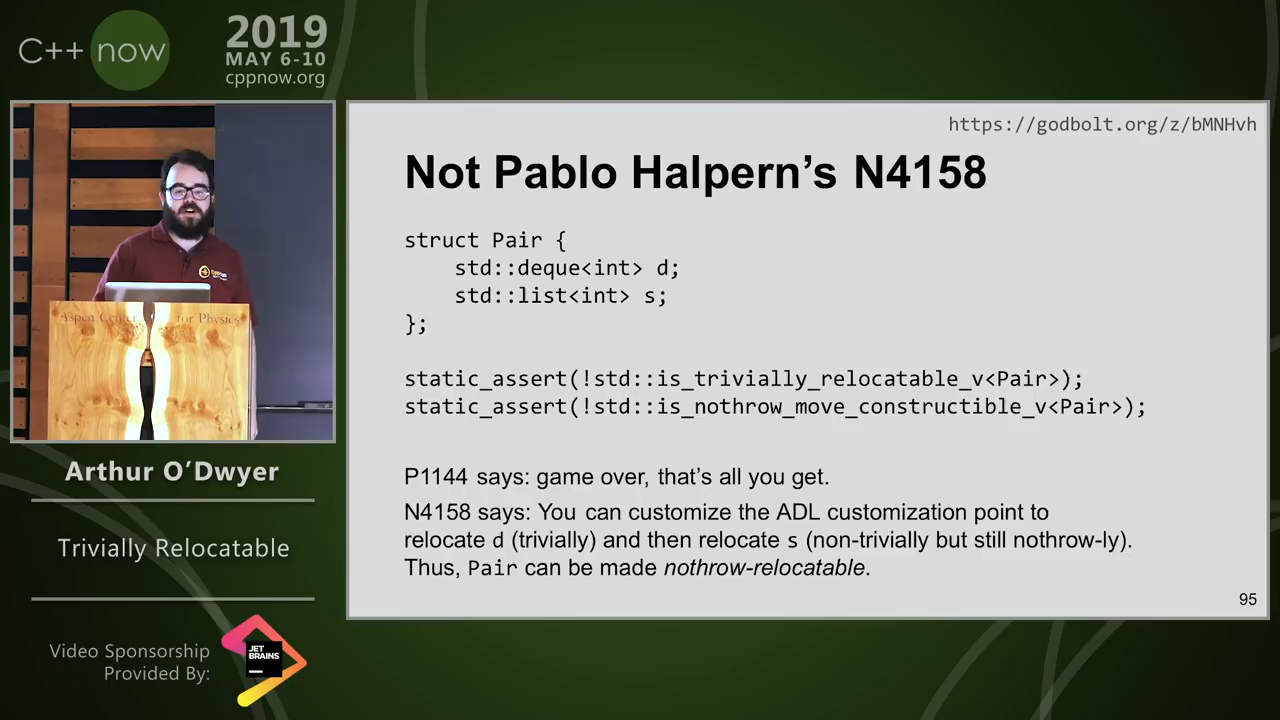 C++ now
2019
MAY 6-10
cppnow.org
Aspen Center for Physics
Arthur O’Dwyer
Trivially Relocatable
Video Sponsorship
Provided By:
JET
BRAINS
https://godbolt.org/z/bMNHvh
Not Pablo Halpern’s N4158
struct Pair {
std::deque<int> d;
std::list<int> s;
};
static_assert(!std::is_trivially_relocatable_v<Pair>);
static_assert(!std::is_nothrow_move_constructible_v<Pair>);
P1144 says: game over, that’s all you get.
N4158 says: You can customize the ADL customization point to
relocate d (trivially) and then relocate s (non-trivially but still nothrow-ly).
Thus, Pair can be made nothrow-relocatable.
95